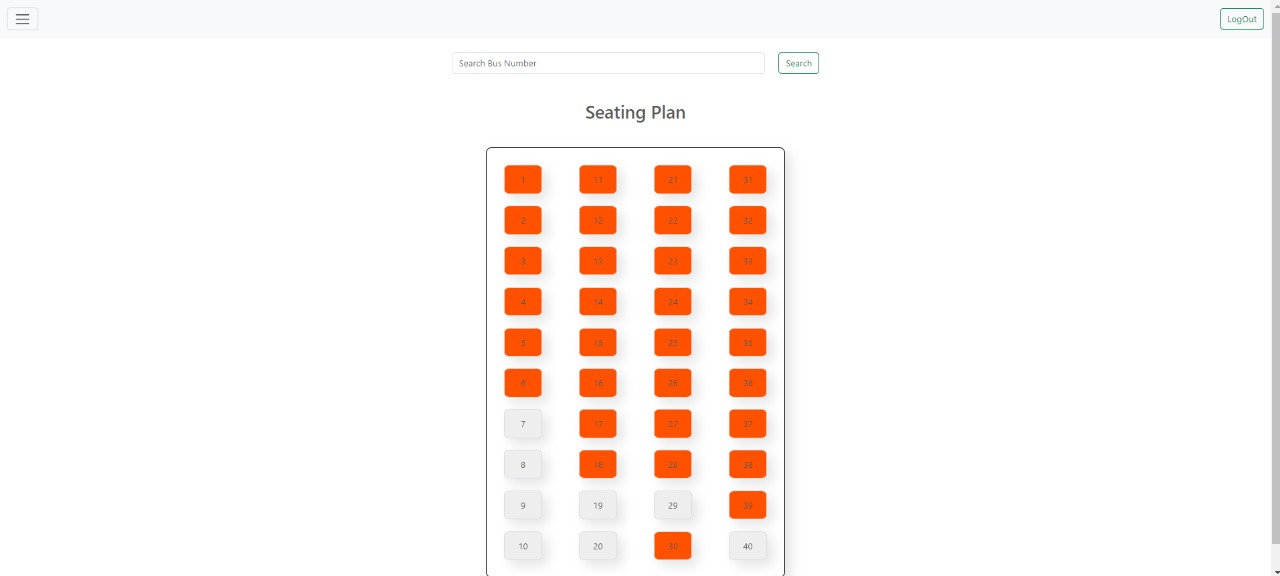 LogOut
Search Bus Number Search
Seating Plan
1 11 21 31
2 12 22 32
3 13 23 33
4 14 24 34
5 15 25 35
6 16 26 36
7 17 27 37
8 18 28 38
9 19 29 39
10 20 30 40